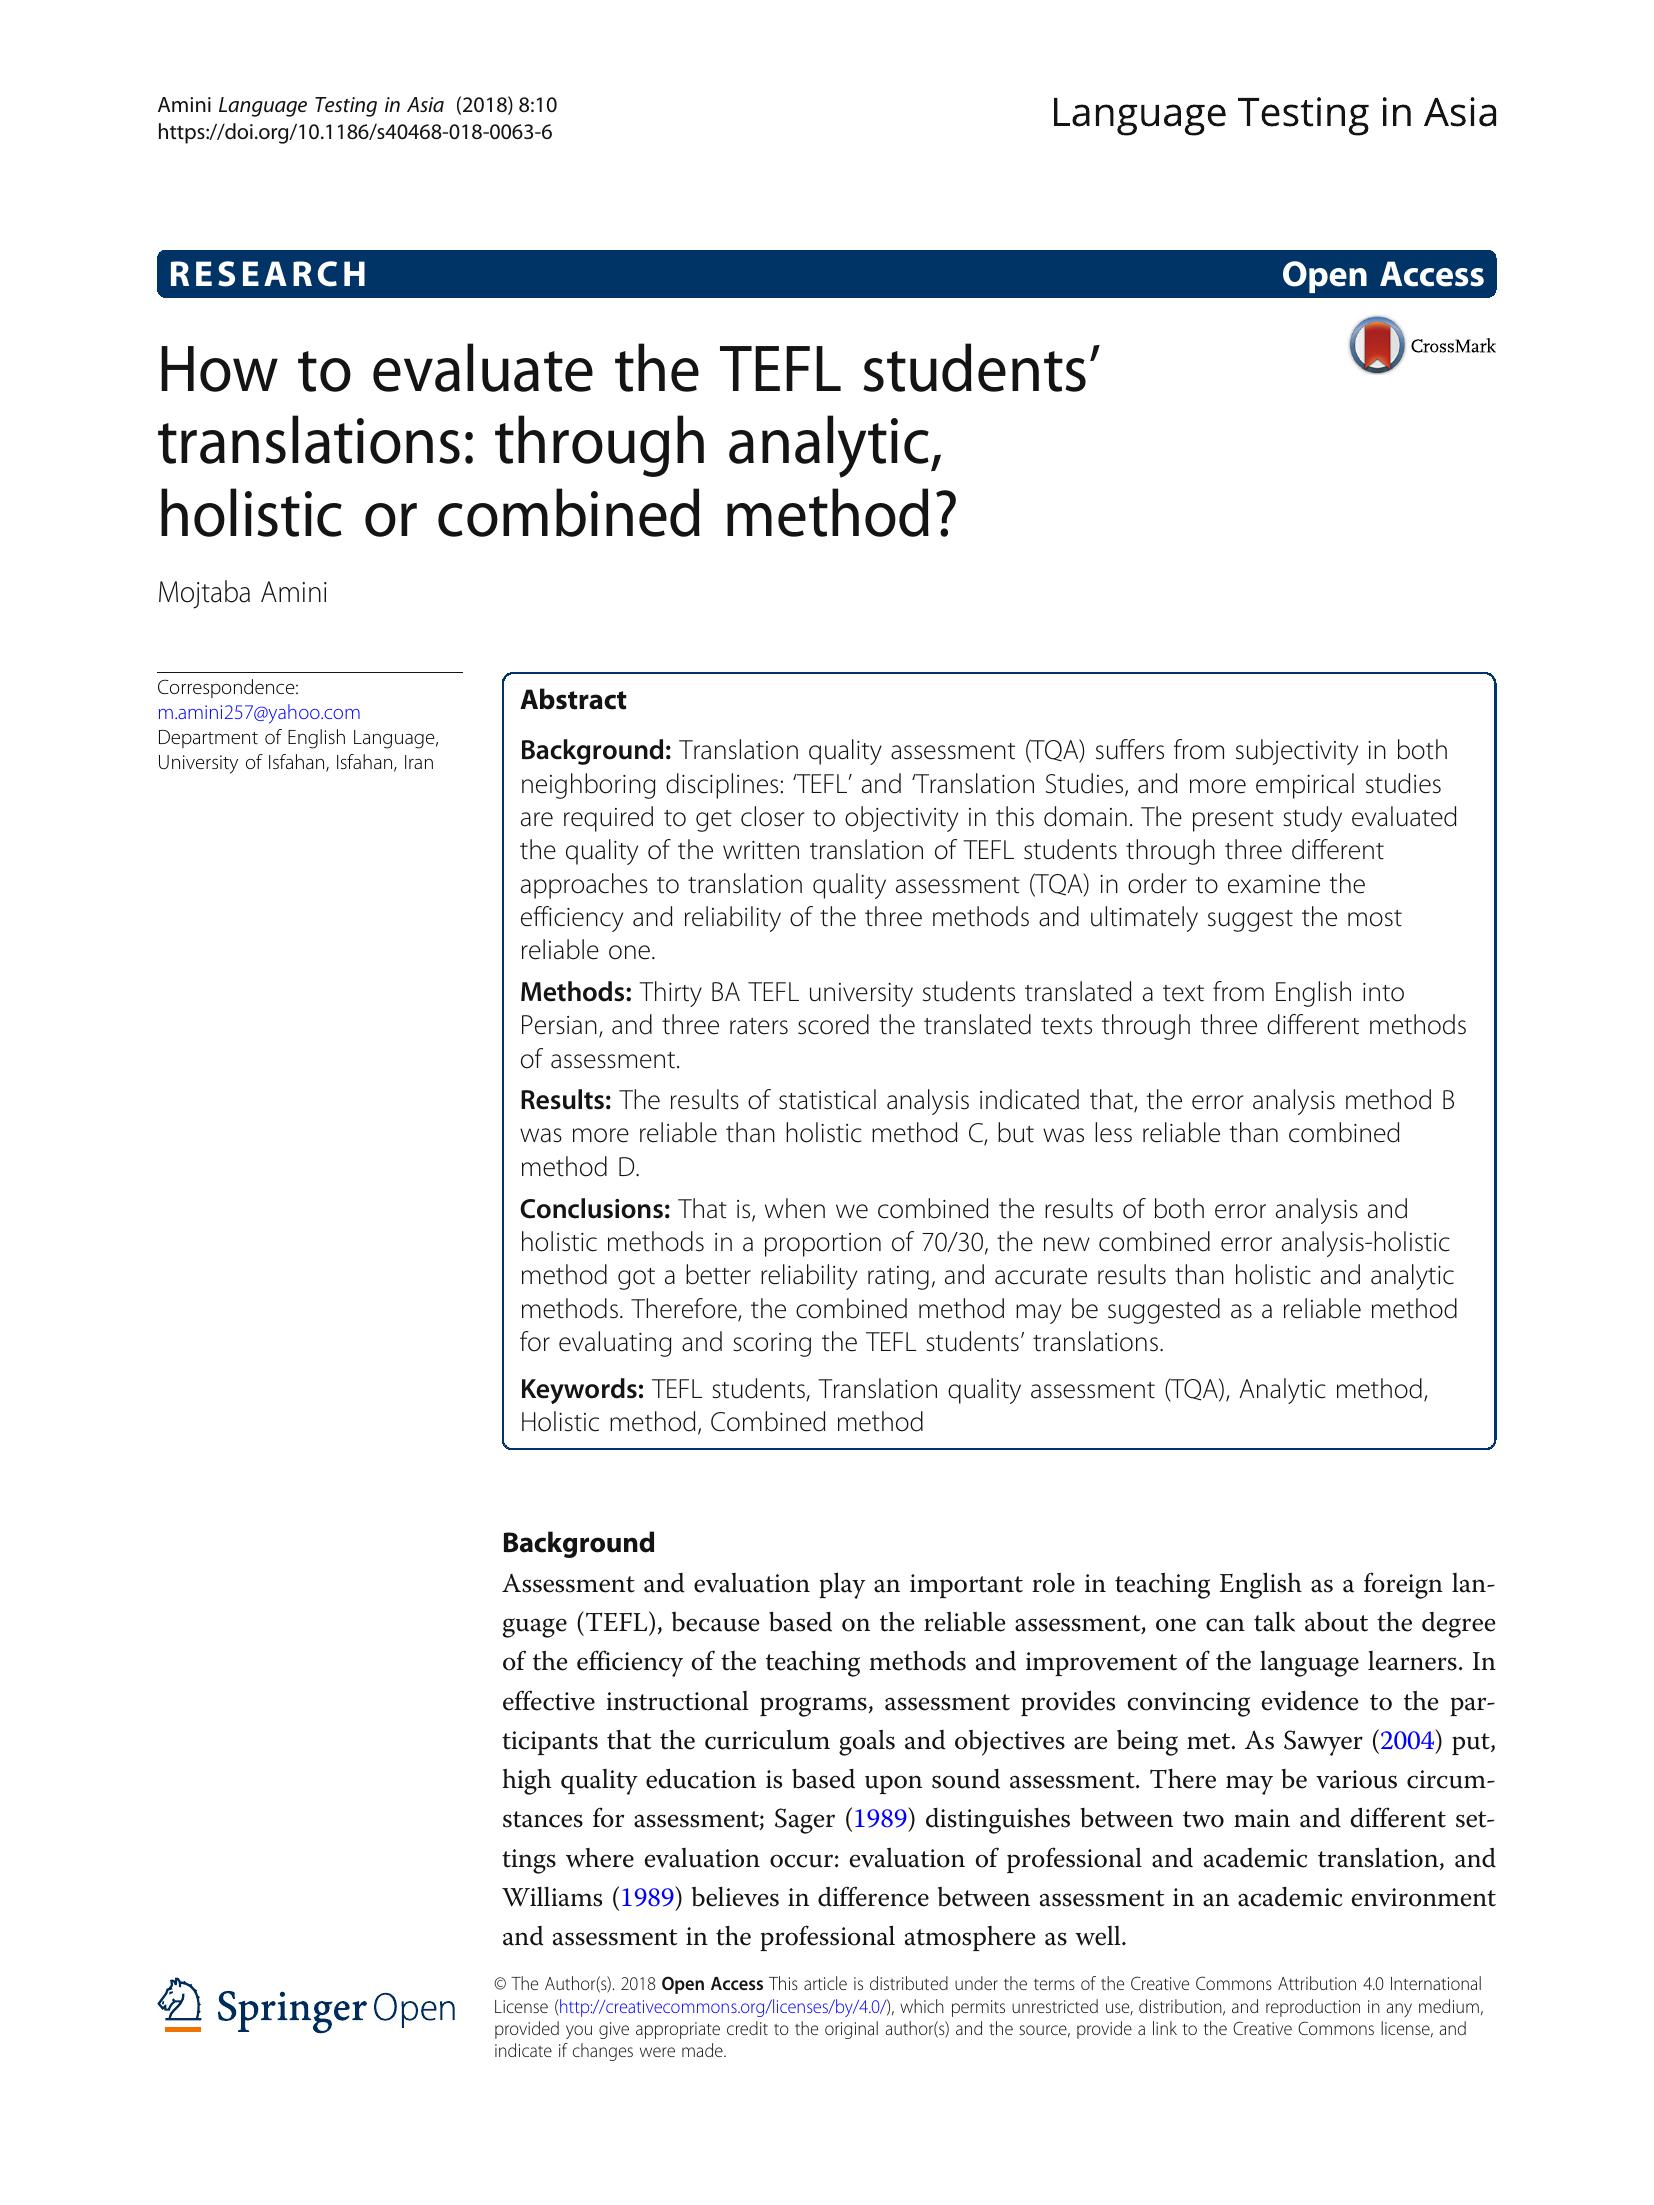 Amini Language Testing in Asia (2018) 8:10
https://doi.org/10.1186/s40468-018-0063-6
Language Testing in Asia
RESEARCH
Open Access
CrossMark
How to evaluate the TEFL students’
translations: through analytic,
holistic or combined method?
Mojtaba Amini
Correspondence:
m.amini257@yahoo.com
Department of English Language,
University of Isfahan, Isfahan, Iran
Abstract
Background: Translation quality assessment (TQA) suffers from subjectivity in both
neighboring disciplines: ‘TEFL’ and ‘Translation Studies, and more empirical studies
are required to get closer to objectivity in this domain. The present study evaluated
the quality of the written translation of TEFL students through three different
approaches to translation quality assessment (TQA) in order to examine the
efficiency and reliability of the three methods and ultimately suggest the most
reliable one.
Methods: Thirty BA TEFL university students translated a text from English into
Persian, and three raters scored the translated texts through three different methods
of assessment.
Results: The results of statistical analysis indicated that, the error analysis method B
was more reliable than holistic method C, but was less reliable than combined
method D.
Conclusions: That is, when we combined the results of both error analysis and
holistic methods in a proportion of 70/30, the new combined error analysis-holistic
method got a better reliability rating, and accurate results than holistic and analytic
methods. Therefore, the combined method may be suggested as a reliable method
for evaluating and scoring the TEFL students’ translations.
Keywords: TEFL students, Translation quality assessment (TQA), Analytic method,
Holistic method, Combined method
Background
Assessment and evaluation play an important role in teaching English as a foreign lan-
guage (TEFL), because based on the reliable assessment, one can talk about the degree
of the efficiency of the teaching methods and improvement of the language learners. In
effective instructional programs, assessment provides convincing evidence to the par-
ticipants that the curriculum goals and objectives are being met. As Sawyer (2004) put,
high quality education is based upon sound assessment. There may be various circum-
stances for assessment; Sager (1989) distinguishes between two main and different set-
tings where evaluation occur: evaluation of professional and academic translation, and
Williams (1989) believes in difference between assessment in an academic environment
and assessment in the professional atmosphere as well.
Springer Open
© The Author(s). 2018 Open Access This article is distributed under the terms of the Creative Commons Attribution 4.0 International
License (http://creativecommons.org/licenses/by/4.0/), which permits unrestricted use, distribution, and reproduction in any medium,
provided you give appropriate credit to the original author(s) and the source, provide a link to the Creative Commons license, and
indicate if changes were made.